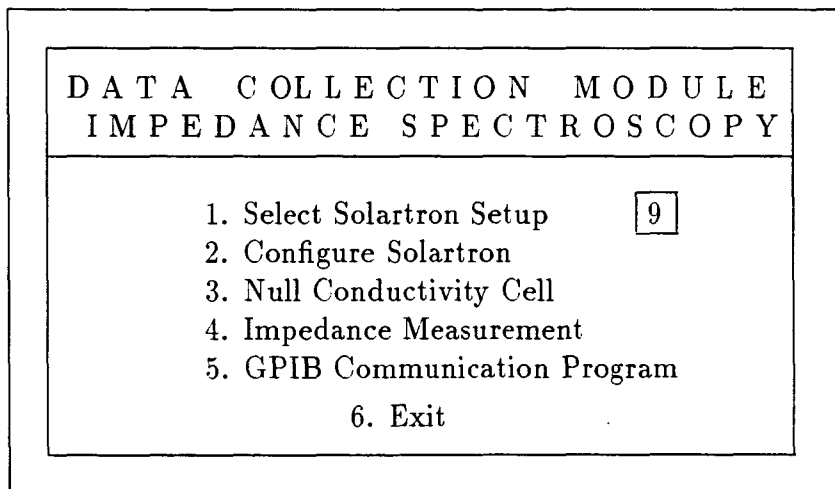 DATA COLLECTION MODULE
IMPEDANCE SPECTROSCOPY
1. Select Solartron Setup 9
2. Configure Solartron
3. Null Conductivity Cell
4. Impedance Measurement
5. GPIB Communication Program
6. Exit